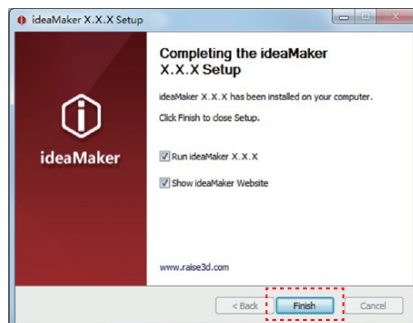 ideaMaker X.X.X Setup
Completing the ideaMaker
X.X.X Setup
ideaMaker X.X.X has been installed on your computer.
Click Finish to close Setup.
ideaMaker
Run ideaMaker X.X.X
Show ideaMaker Website
www.raise3d.com
< Back
Finish
Cancel